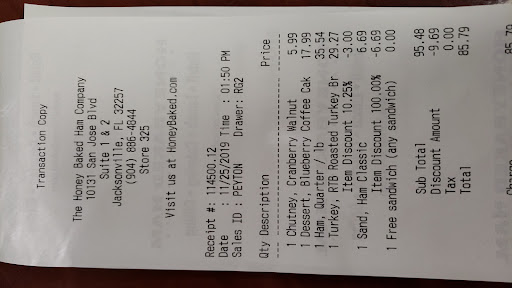 Transaction Copy
The Honey Baked Ham Company
10131 San Jose Blvd
Suite 1 & 2
Jacksonville, FL 32257
(904) 886-4844
Store 325
Visit us at HoneyBaked.com
Receipt #: 114500.12
Date : 11/25/2019 Time : 01:50 PM
Sales ID : PEYTON Drawer: RG2
Qty Description Price
1 Chutney, Cranberry Walnut 5.99
1 Dessert, Blueberry Coffee Cak 17.99
1 Ham, Quarter / lb 35.54
1 Turkey, RTB Roasted Turkey Br 29.27
Item Discount 10.25% -3.00
1 Sand, Ham Classic 6.69
Item Discount 100.00% -6.69
1 Free sandwich (any sandwich) 0.00
Sub Total 95.48
Discount Amount -9.69
Tax 0.00
Total 85.79
Charge 85.79